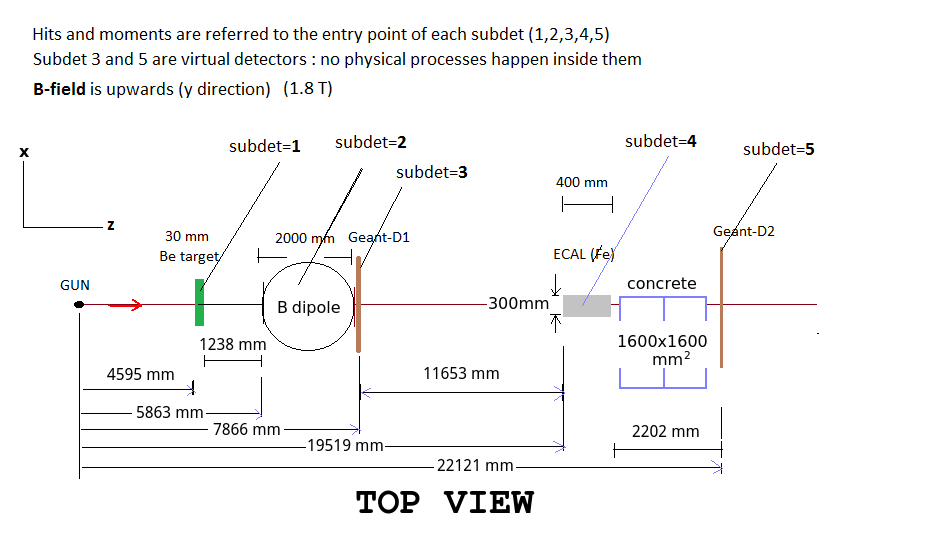 Hits and moments are referred to the entry point of each subdet (1,2,3,4,5)
Subdet 3 and 5 are virtual detectors : no physical processes happen inside them
B-field is upwards (y direction) (1.8 T)
x
z
subdet=1
subdet=2
subdet=3
subdet=4
subdet=5
400 mm
30 mm
Be target
2000 mm
Geant-D1
Geant-D2
ECAL (Fe)
GUN
concrete
B dipole
300mm
1238 mm
1600x1600
mm²
4595 mm
11653 mm
5863 mm
7866 mm
2202 mm
19519 mm
22121 mm
TOP VIEW